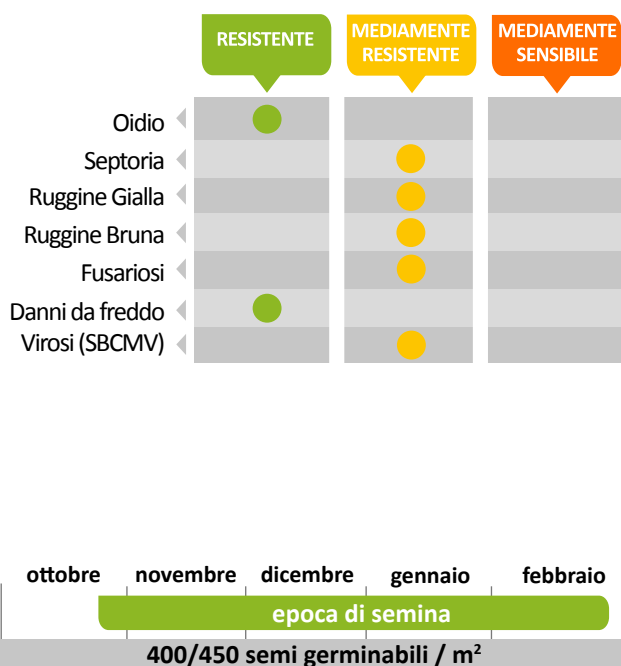 RESISTENTE
MEDIAMENTE
RESISTENTE
MEDIAMENTE
SENSIBILE
Oidio
Septoria
Ruggine Gialla
Ruggine Bruna
Fusariosi
Danni da freddo
Virosi (SBCMV)
ottobre novembre dicembre gennaio febbraio
epoca di semina
400/450 semi germinabili / m²